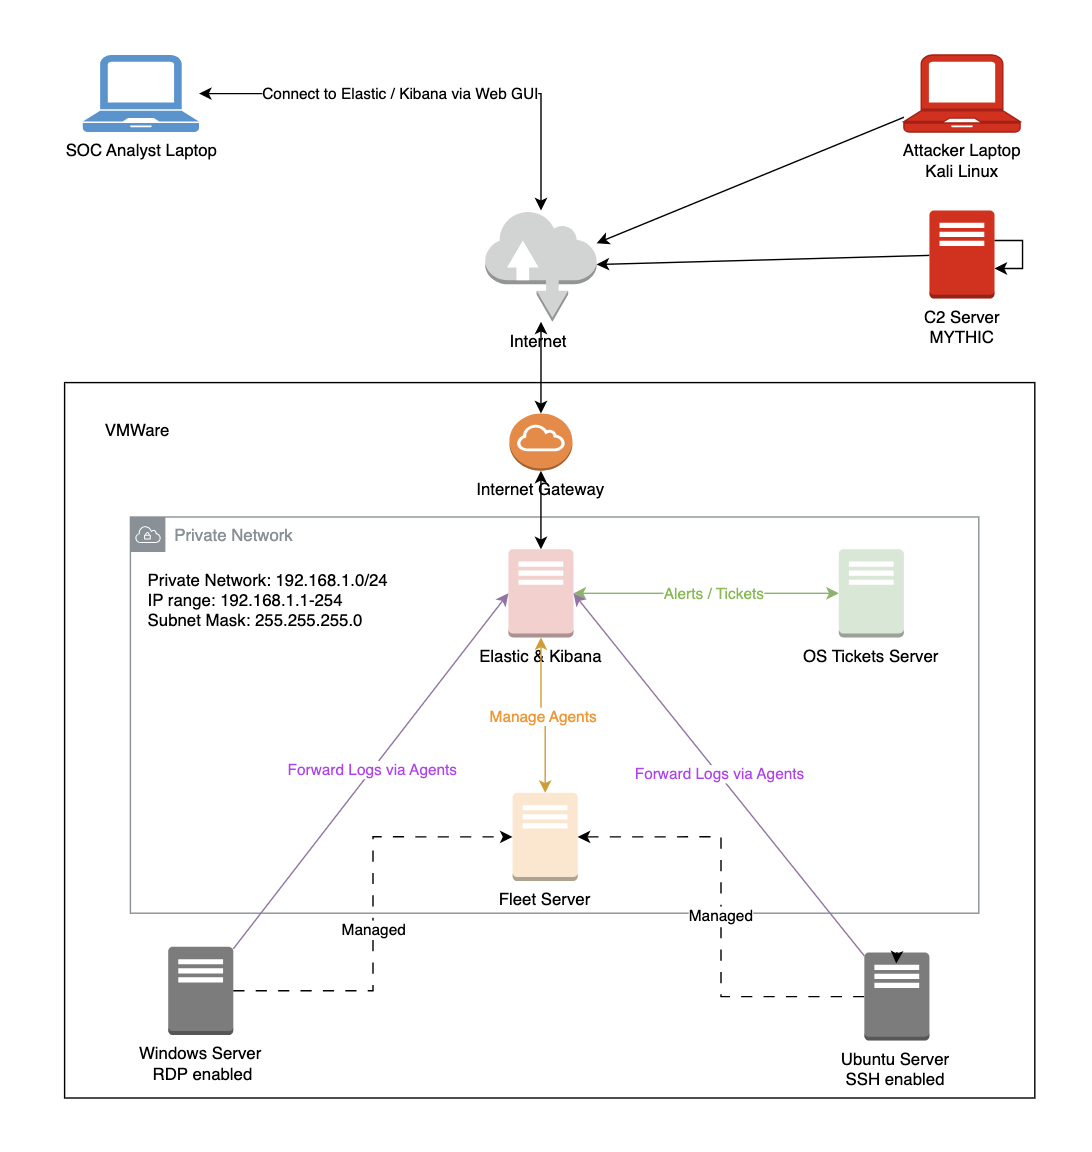 Connect to Elastic / Kibana via Web GUI
SOC Analyst Laptop
Attacker Laptop
Kali Linux
C2 Server
MYTHIC
Internet
VMWare
Internet Gateway
Private Network
Private Network: 192.168.1.0/24
IP range: 192.168.1.1-254
Subnet Mask: 255.255.255.0
Alerts / Tickets
Elastic & Kibana
OS Tickets Server
Manage Agents
Forward Logs via Agents
Forward Logs via Agents
Fleet Server
Managed
Managed
Windows Server
RDP enabled
Ubuntu Server
SSH enabled